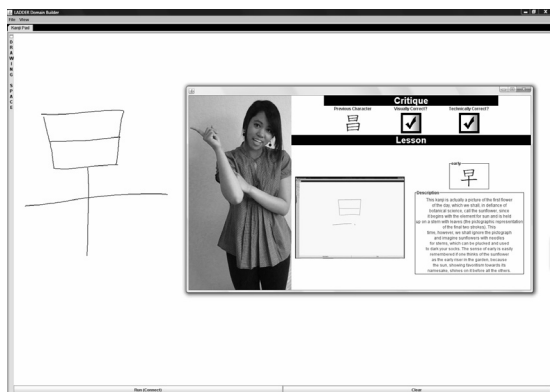 LADDER Domain Builder
File View
Kanji Pad
DRAWING SPACE
早
Critique
Previous Character
Visually Correct?
Technically Correct?
昌
Lesson
early
早
Description
This kanji is actually a picture of the first flower
of the day, which we shall, in defiance of
botanical science, call the sunflower, since
it begins with the element for sun and is held
up on a stem with leaves (the pictographic representation
of the final two strokes). This
time, however, we shall ignore the pictograph
and imagine sunflowers with needles
for stems, which can be plucked and used
to darn your socks. The sense of early is easily
remembered if one thinks of the sunflower
as the early riser in the garden, because
the sun, showing favoritism towards its
namesake, shines on it before all the others.
Clear